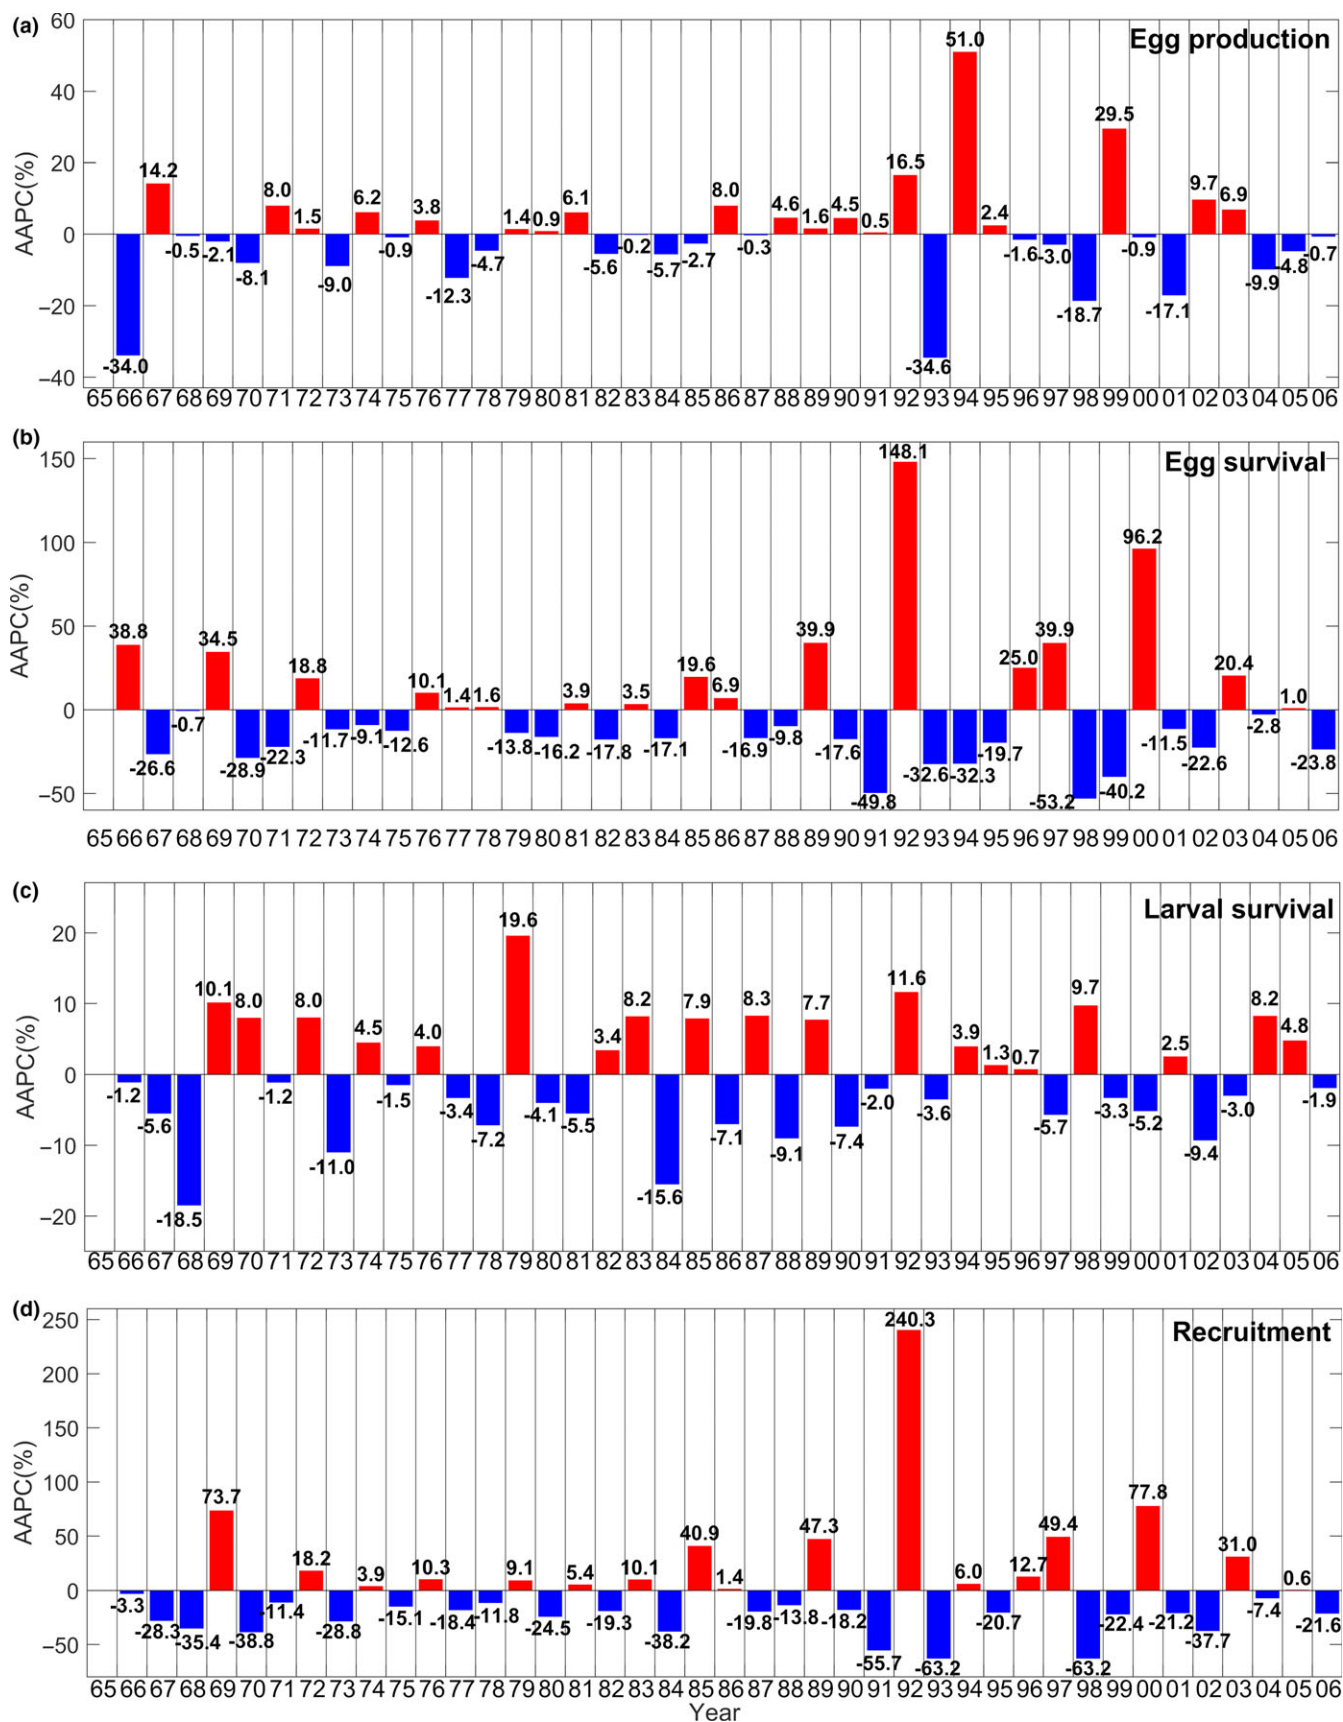 (a)
Egg production
AAPC(%)
60
40
20
0
−20
−40
-34.0 14.2 -0.5 -2.1 -8.1 8.0 1.5 -9.0 6.2 -0.9 3.8 -12.3 -4.7 1.4 0.9 6.1 -5.6 -0.2 -5.7 -2.7 8.0 -0.3 4.6 1.6 4.5 0.5 16.5 -34.6 51.0 2.4 -1.6 -3.0 -18.7 29.5 -0.9 -17.1 9.7 6.9 -9.9 -4.8 -0.7
65 66 67 68 69 70 71 72 73 74 75 76 77 78 79 80 81 82 83 84 85 86 87 88 89 90 91 92 93 94 95 96 97 98 99 00 01 02 03 04 05 06
(b)
Egg survival
AAPC(%)
150
100
50
0
−50
38.8 -26.6 -0.7 34.5 -28.9 -22.3 18.8 -11.7 -9.1 -12.6 10.1 1.4 1.6 -13.8 -16.2 3.9 -17.8 3.5 -17.1 19.6 6.9 -16.9 -9.8 39.9 -17.6 -49.8 148.1 -32.6 -32.3 -19.7 25.0 39.9 -53.2 -40.2 96.2 -11.5 -22.6 20.4 -2.8 1.0 -23.8
65 66 67 68 69 70 71 72 73 74 75 76 77 78 79 80 81 82 83 84 85 86 87 88 89 90 91 92 93 94 95 96 97 98 99 00 01 02 03 04 05 06
(c)
Larval survival
AAPC(%)
20
10
0
−10
−20
-1.2 -5.6 -18.5 10.1 8.0 -1.2 8.0 -11.0 4.5 -1.5 4.0 -3.4 -7.2 19.6 -4.1 -5.5 3.4 8.2 -15.6 7.9 -7.1 8.3 -9.1 7.7 -7.4 -2.0 11.6 -3.6 3.9 1.3 0.7 -5.7 9.7 -3.3 -5.2 2.5 -9.4 -3.0 8.2 4.8 -1.9
65 66 67 68 69 70 71 72 73 74 75 76 77 78 79 80 81 82 83 84 85 86 87 88 89 90 91 92 93 94 95 96 97 98 99 00 01 02 03 04 05 06
(d)
Recruitment
AAPC(%)
250
200
150
100
50
0
−50
-3.3 -28.3 -35.4 73.7 -38.8 -11.4 18.2 -28.8 3.9 -15.1 10.3 -18.4 -11.8 9.1 -24.5 5.4 -19.3 10.1 -38.2 40.9 1.4 -19.8 -13.8 47.3 -18.2 -55.7 240.3 -63.2 6.0 -20.7 12.7 49.4 -63.2 -22.4 77.8 -21.2 -37.7 31.0 -7.4 0.6 -21.6
65 66 67 68 69 70 71 72 73 74 75 76 77 78 79 80 81 82 83 84 85 86 87 88 89 90 91 92 93 94 95 96 97 98 99 00 01 02 03 04 05 06
Year